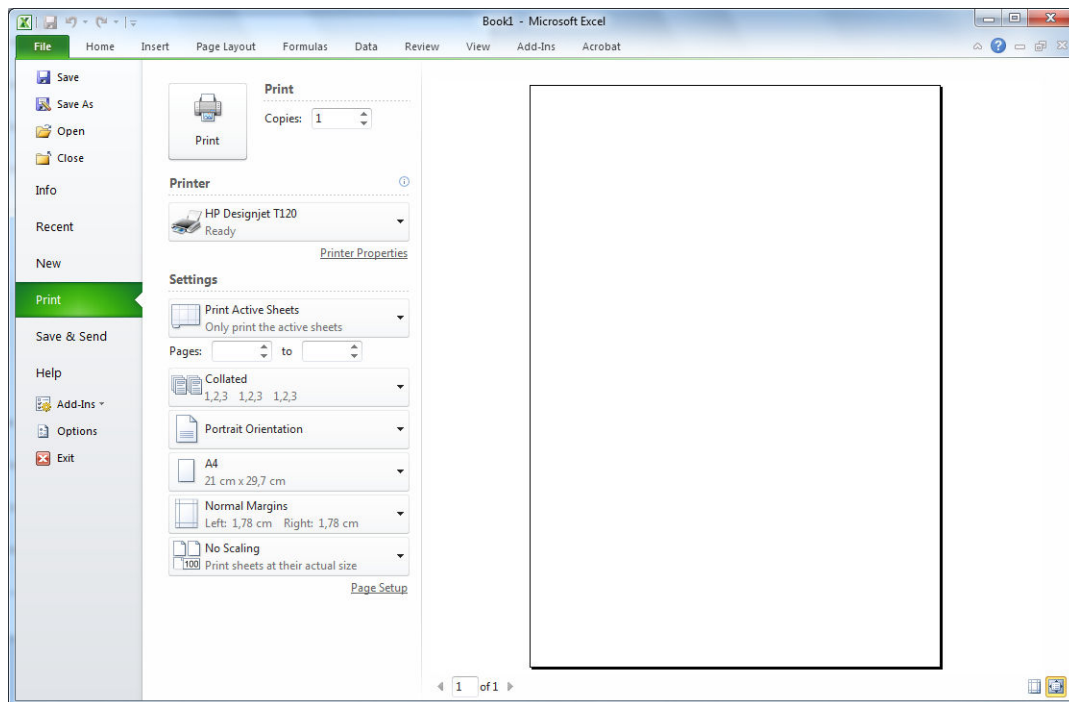 Book1 - Microsoft Excel
File Home Insert Page Layout Formulas Data Review View Add-Ins Acrobat
Save
Save As
Open
Close
Info
Recent
New
Print
Save & Send
Help
Add-Ins
Options
Exit
Print
Print
Copies: 1
Printer
HP Designjet T120
Ready
Printer Properties
Settings
Print Active Sheets
Only print the active sheets
Pages: to
Collated
1,2,3 1,2,3 1,2,3
Portrait Orientation
A4
21 cm x 29,7 cm
Normal Margins
Left: 1,78 cm Right: 1,78 cm
No Scaling
100 Print sheets at their actual size
Page Setup
1 of 1